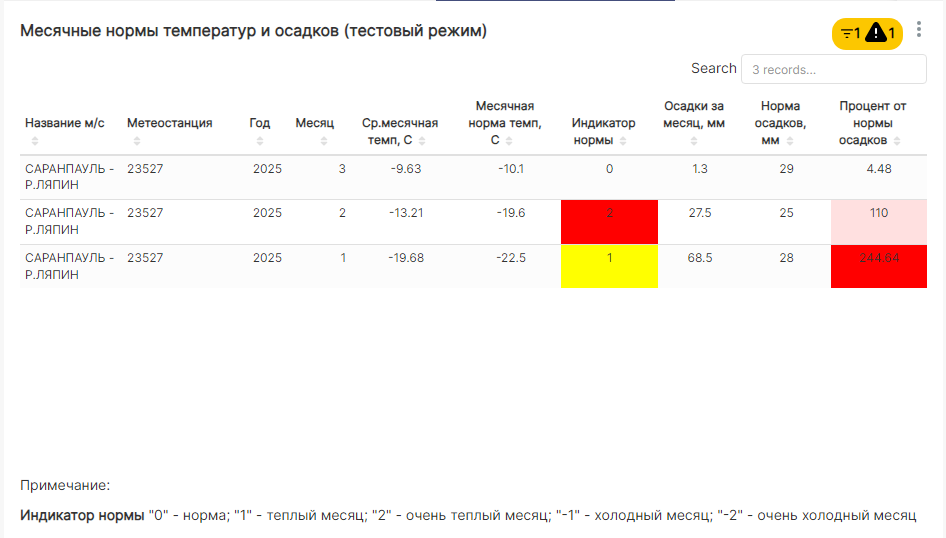 Месячные нормы температур и осадков (тестовый режим)
1 1
Search 3 records...
Название м/с Метеостанция Год Месяц Ср.месячная темп, С Месячная норма темп, С Индикатор нормы Осадки за месяц, мм Норма осадков, мм Процент от нормы осадков
САРАНПАУЛЬ - 23527 2025 3 -9.63 -10.1 0 1.3 29 4.48
Р.ЛЯПИН
САРАНПАУЛЬ - 23527 2025 2 -13.21 -19.6 2 27.5 25 110
Р.ЛЯПИН
САРАНПАУЛЬ - 23527 2025 1 -19.68 -22.5 1 68.5 28 244.64
Р.ЛЯПИН
Примечание:
Индикатор нормы "0" - норма; "1" - теплый месяц; "2" - очень теплый месяц; "-1" - холодный месяц; "-2" - очень холодный месяц